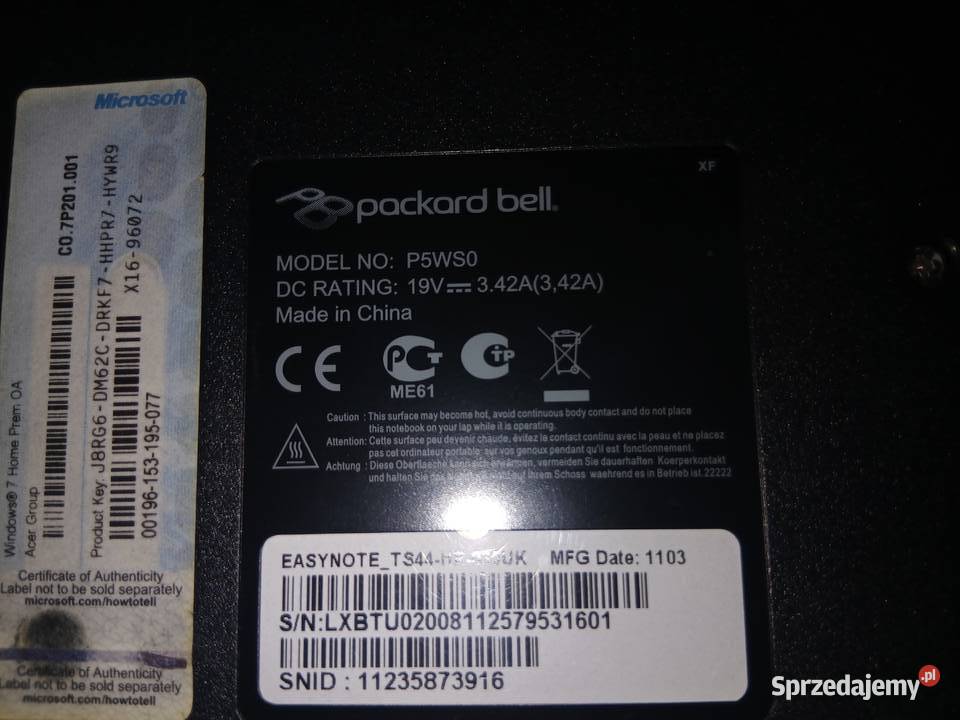 Microsoft
CO.7P201.001
X16-96072
Product Key: J8RG6-DM62C-DRKF7-HHPR7-HYWR9
00196-153-195-077
Windows® 7 Home Prem OA
Acer Group
Certificate of Authenticity
Label not to be sold separately
microsoft.com/howtotell
Certificate of Authenticity
Label not to be sold separately
microsoft.com/howtotell
XF
packard bell.
MODEL NO: P5WS0
DC RATING: 19V 3.42A(3,42A)
Made in China
CE
PCT
ME61
TP
Caution : This surface may become hot, avoid continuous body contact and do not place
this notebook on your lap while it is operating.
Attention: Cette surface peu devenir chaude, évitez le contact continu avec la peau et ne placez
pas cet ordinateur portable sur vos genoux pendant qu'il est fonctionnement.
Achtung : Diese Oberflaeche kann sich erwärmen, vermeiden Sie dauerhaften Koerperkontakt
und halten Sie das Ihrem Schoss waehrend es in Betrieb ist.22222
EASYNOTE_TS44- MFG Date: 1103
S/N:LXBTU02008112579531601
SNID : 11235873916
Sprzedajemy.pl